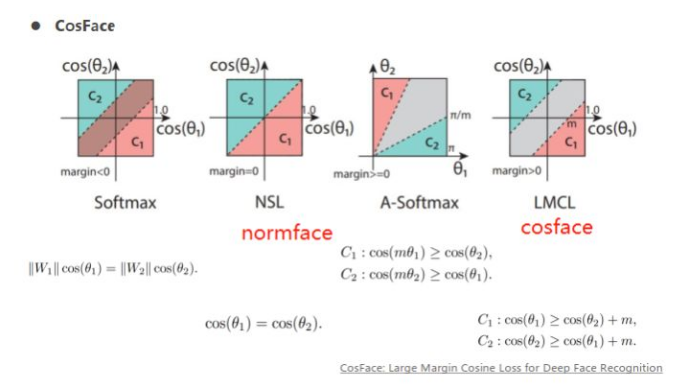 ● CosFace
cos(θ₂) cos(θ₂) θ₂ cos(θ₂)
C₂ C₂ C₁ C₂
1.0 1.0 π/m 1.0
cos(θ₁) cos(θ₁) m cos(θ₁)
C₁ C₁ C₂ C₁
π
margin<0 margin=0 margin>=0 θ₁ margin>0
Softmax NSL A-Softmax LMCL
normface cosface
C₁ : cos(mθ₁) ≥ cos(θ₂),
‖W₁‖ cos(θ₁) = ‖W₂‖ cos(θ₂).
C₂ : cos(mθ₂) ≥ cos(θ₁).
cos(θ₁) = cos(θ₂).
C₁ : cos(θ₁) ≥ cos(θ₂) + m,
C₂ : cos(θ₂) ≥ cos(θ₁) + m.
CosFace: Large Margin Cosine Loss for Deep Face Recognition